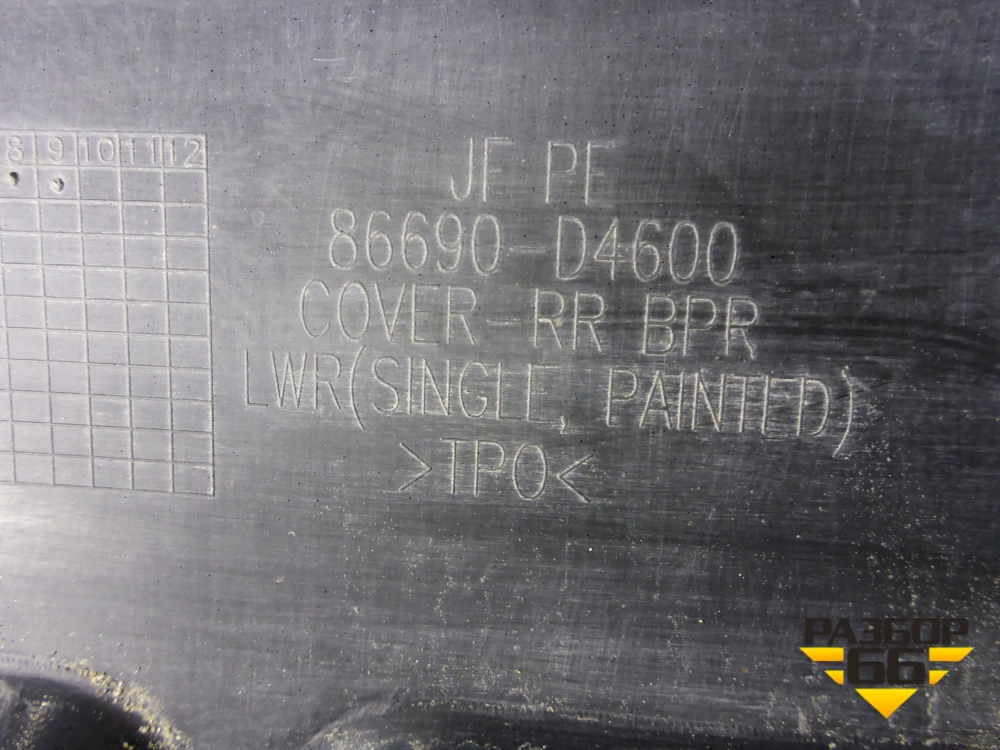 8 9 10 11 12
JF PE
86690-D4600
COVER-RR BPR
LWR(SINGLE, PAINTED)
>TPO<
РАЗБОР
66